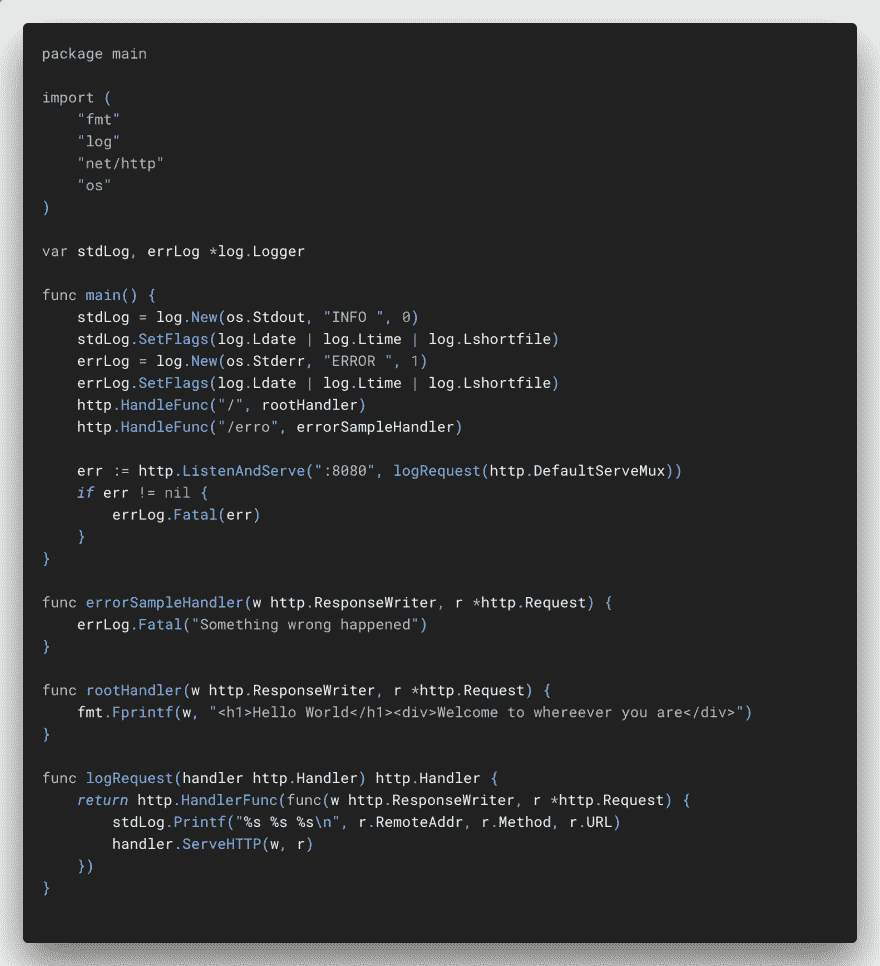 package main

import (
    "fmt"
    "log"
    "net/http"
    "os"
)

var stdLog, errLog *log.Logger

func main() {
    stdLog = log.New(os.Stdout, "INFO ", 0)
    stdLog.SetFlags(log.Ldate | log.Ltime | log.Lshortfile)
    errLog = log.New(os.Stderr, "ERROR ", 1)
    errLog.SetFlags(log.Ldate | log.Ltime | log.Lshortfile)
    http.HandleFunc("/", rootHandler)
    http.HandleFunc("/erro", errorSampleHandler)

    err := http.ListenAndServe(":8080", logRequest(http.DefaultServeMux))
    if err != nil {
        errLog.Fatal(err)
    }
}

func errorSampleHandler(w http.ResponseWriter, r *http.Request) {
    errLog.Fatal("Something wrong happened")
}

func rootHandler(w http.ResponseWriter, r *http.Request) {
    fmt.Fprintf(w, "<h1>Hello World</h1><div>Welcome to whereever you are</div>")
}

func logRequest(handler http.Handler) http.Handler {
    return http.HandlerFunc(func(w http.ResponseWriter, r *http.Request) {
        stdLog.Printf("%s %s %s\n", r.RemoteAddr, r.Method, r.URL)
        handler.ServeHTTP(w, r)
    })
}